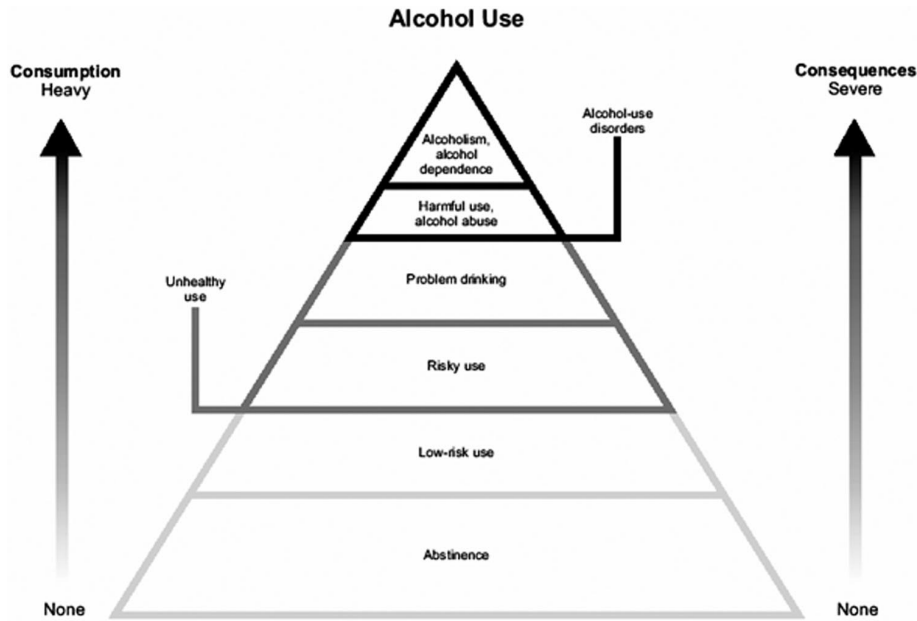 Alcohol Use
Consumption
Heavy
Consequences
Severe
Alcohol-use
disorders
Alcoholism,
alcohol
dependence
Harmful use,
alcohol abuse
Unhealthy
use
Problem drinking
Risky use
Low-risk use
Abstinence
None
None